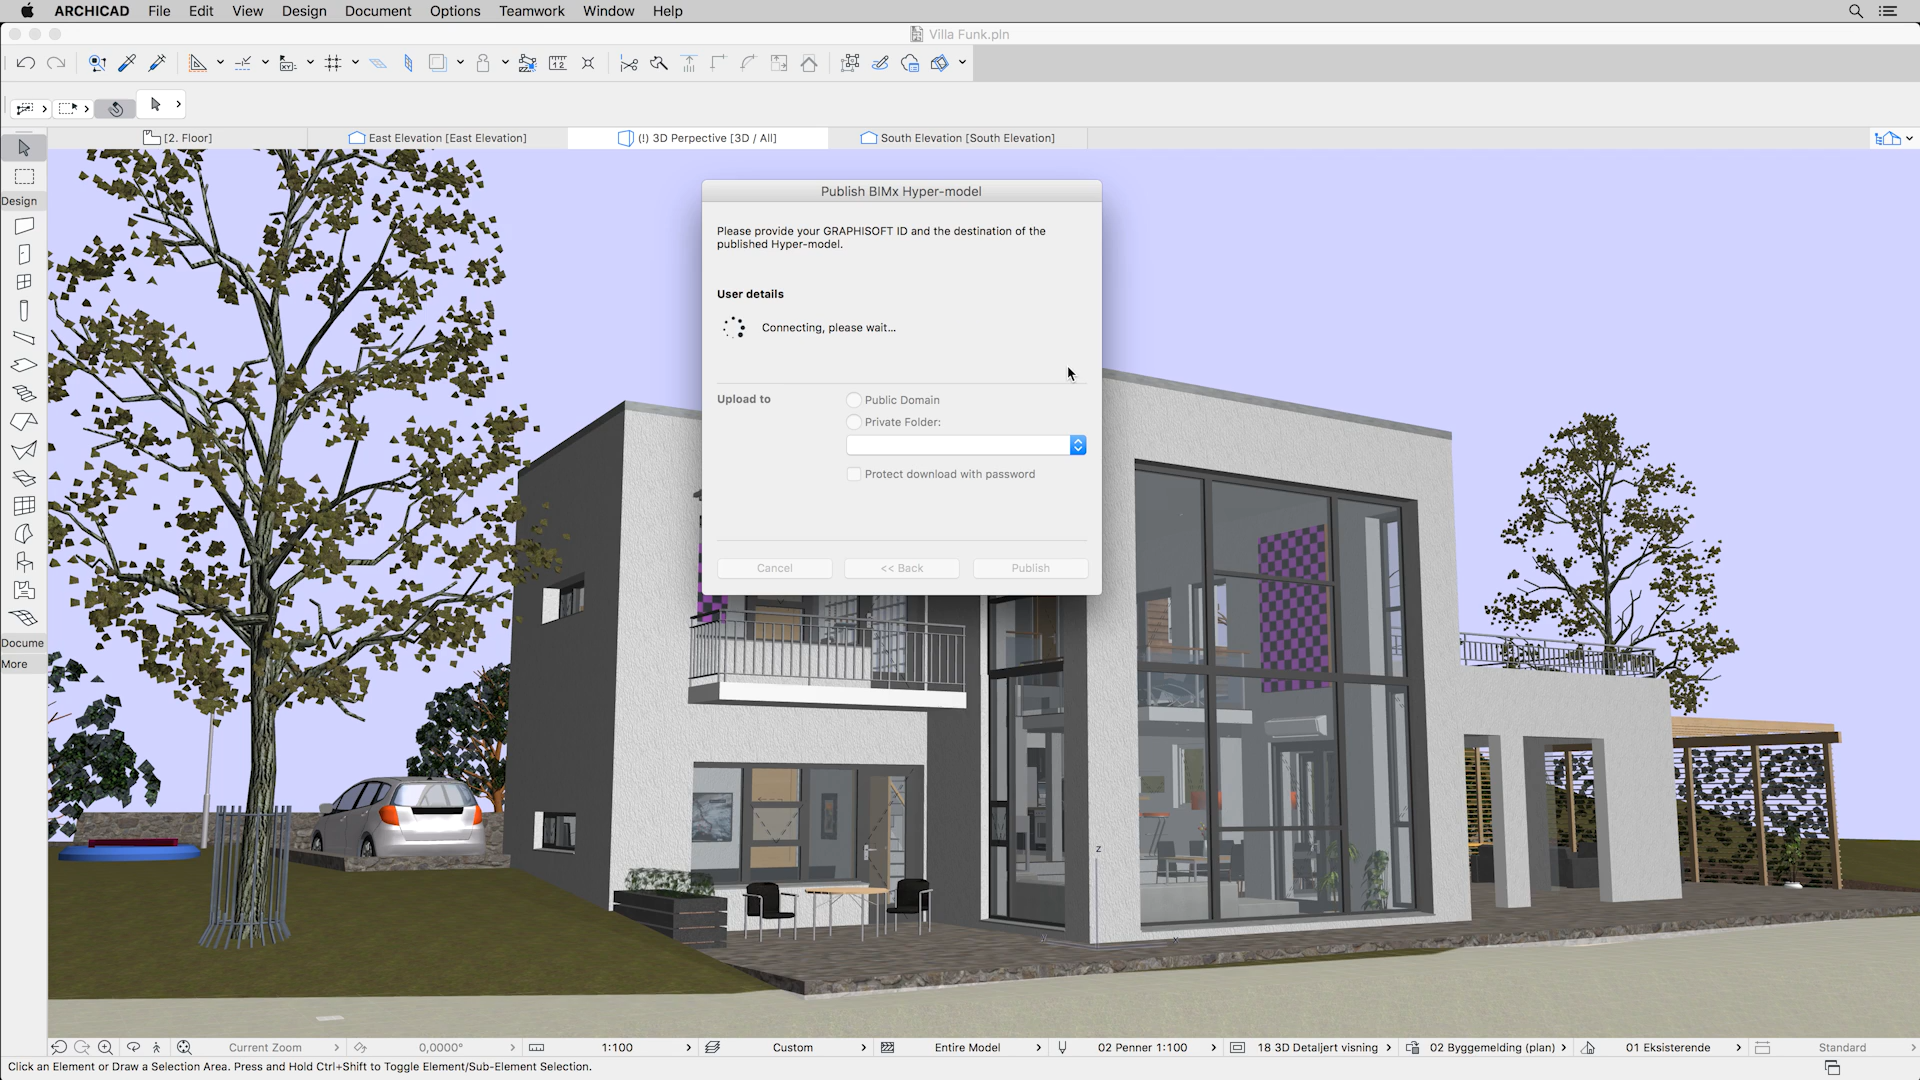 ARCHICAD File Edit View Design Document Options Teamwork Window Help
Villa Funk.pln
[2. Floor] East Elevation [East Elevation] (!) 3D Perpective [3D / All] South Elevation [South Elevation]
Design
Docume
More
Publish BIMx Hyper-model
Please provide your GRAPHISOFT ID and the destination of the
published Hyper-model.
User details
Connecting, please wait...
Upload to
Public Domain
Private Folder:
Protect download with password
Cancel << Back Publish
z
Current Zoom 0,0000° 1:100 Custom Entire Model 02 Penner 1:100 18 3D Detaljert visning 02 Byggemelding (plan) 01 Eksisterende Standard
Click an Element or Draw a Selection Area. Press and Hold Ctrl+Shift to Toggle Element/Sub-Element Selection.